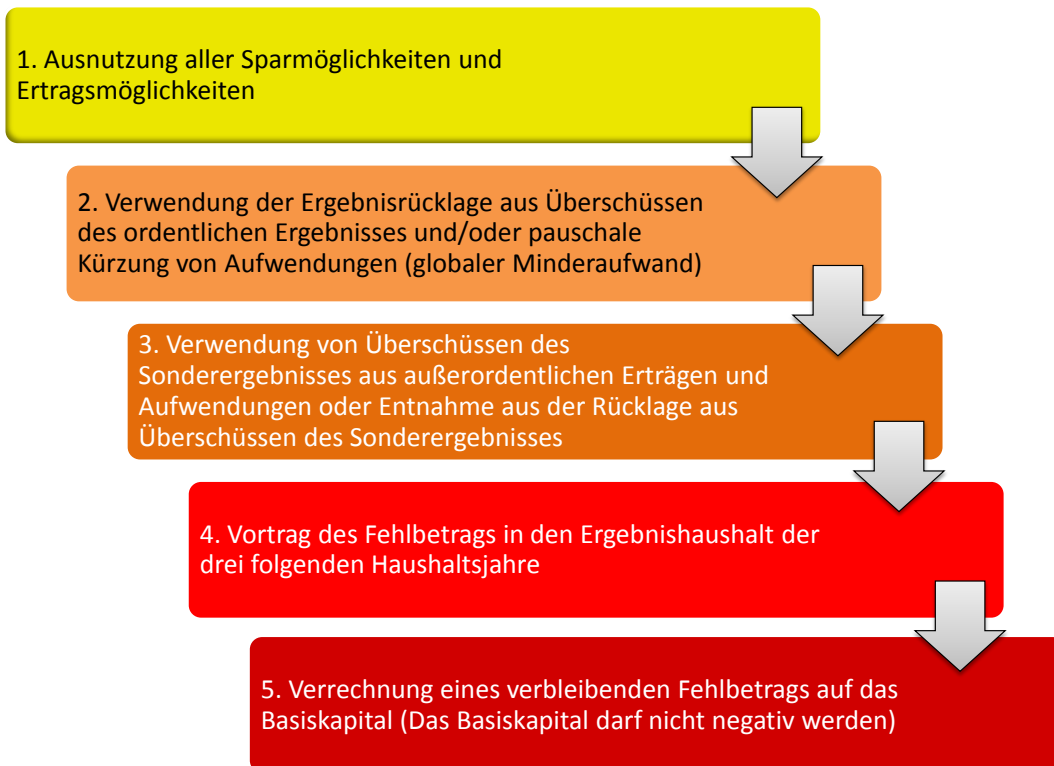 1. Ausnutzung aller Sparmöglichkeiten und
Ertragsmöglichkeiten
2. Verwendung der Ergebnisrücklage aus Überschüssen
des ordentlichen Ergebnisses und/oder pauschale
Kürzung von Aufwendungen (globaler Minderaufwand)
3. Verwendung von Überschüssen des
Sonderergebnisses aus außerordentlichen Erträgen und
Aufwendungen oder Entnahme aus der Rücklage aus
Überschüssen des Sonderergebnisses
4. Vortrag des Fehlbetrags in den Ergebnishaushalt der
drei folgenden Haushaltsjahre
5. Verrechnung eines verbleibenden Fehlbetrags auf das
Basiskapital (Das Basiskapital darf nicht negativ werden)